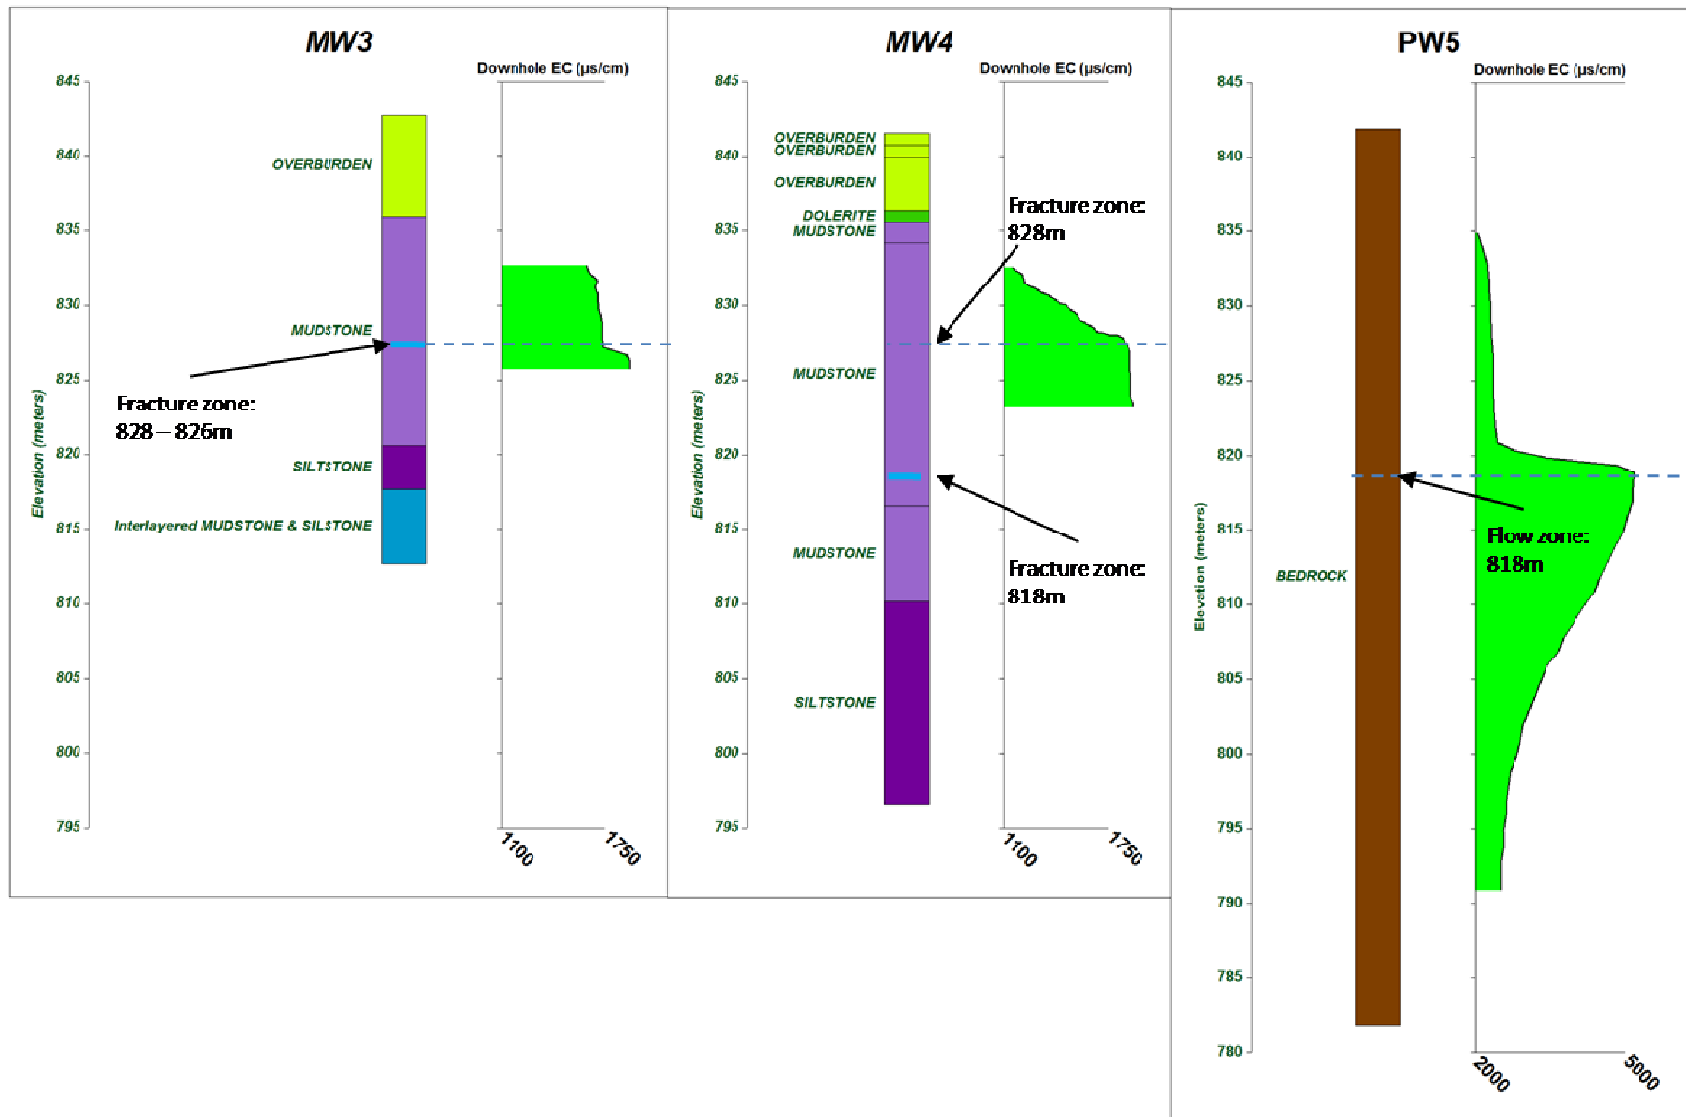 MW3
Downhole EC (µs/cm)
845
840
835
830
825
820
815
810
805
800
795
Elevation (meters)
OVERBURDEN
MUDSTONE
SILTSTONE
Interlayered MUDSTONE & SILSTONE
Fracture zone:
828 – 826m
1100
1750
MW4
Downhole EC (µs/cm)
845
840
835
830
825
820
815
810
805
800
795
Elevation (meters)
OVERBURDEN
OVERBURDEN
OVERBURDEN
DOLERITE
MUDSTONE
MUDSTONE
MUDSTONE
SILTSTONE
Fracture zone:
828m
Fracture zone:
818m
1100
1750
PW5
Downhole EC (µs/cm)
845
840
835
830
825
820
815
810
805
800
795
790
785
780
Elevation (meters)
BEDROCK
Flow zone:
818m
2000
5000